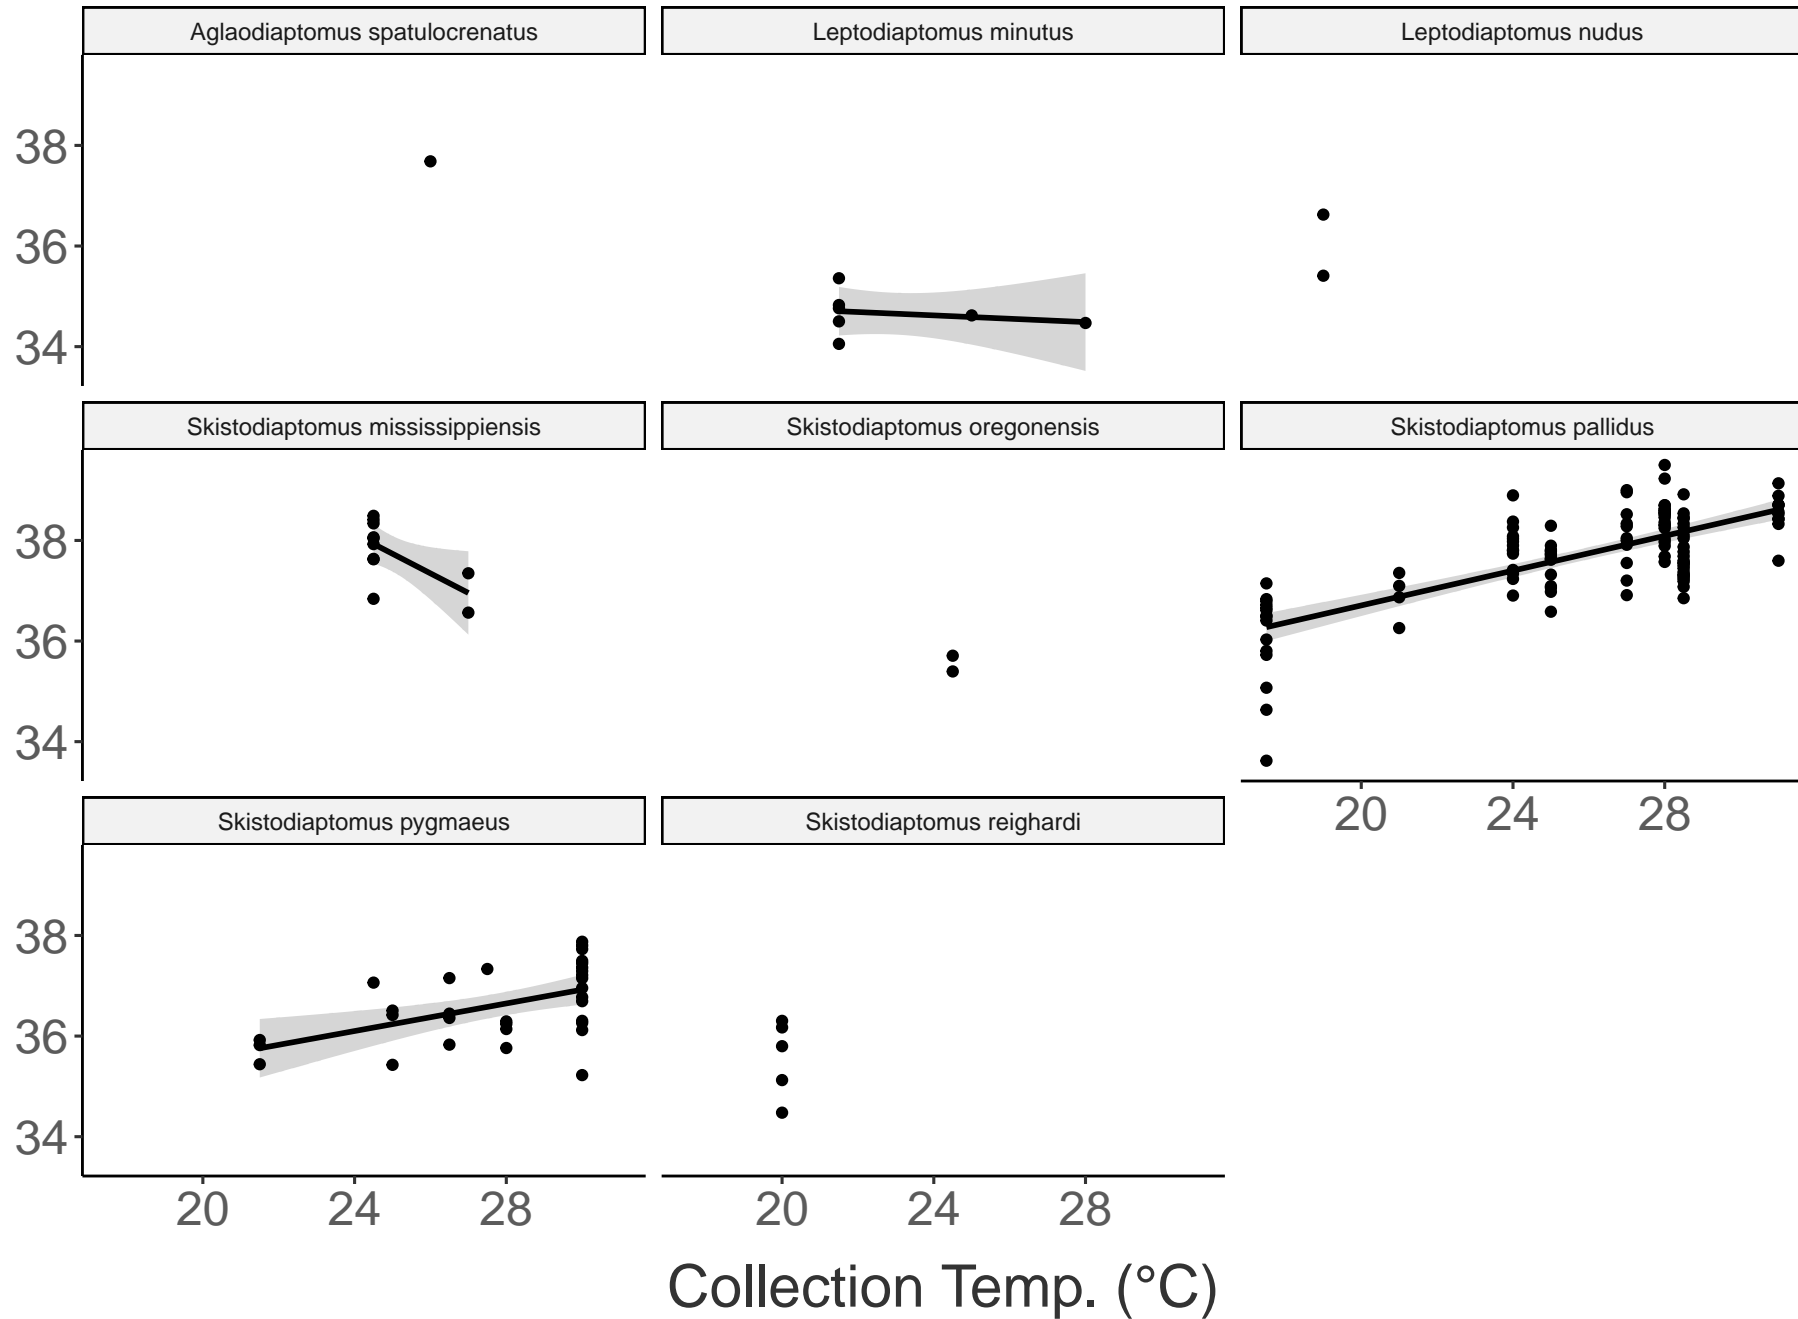 Aglaodiaptomus spatulocrenatus
Leptodiaptomus minutus
Leptodiaptomus nudus
38
36
34
Skistodiaptomus mississippiensis
Skistodiaptomus oregonensis
Skistodiaptomus pallidus
38
36
34
20 24 28
Skistodiaptomus pygmaeus
Skistodiaptomus reighardi
38
36
34
20 24 28
20 24 28
Collection Temp. (°C)